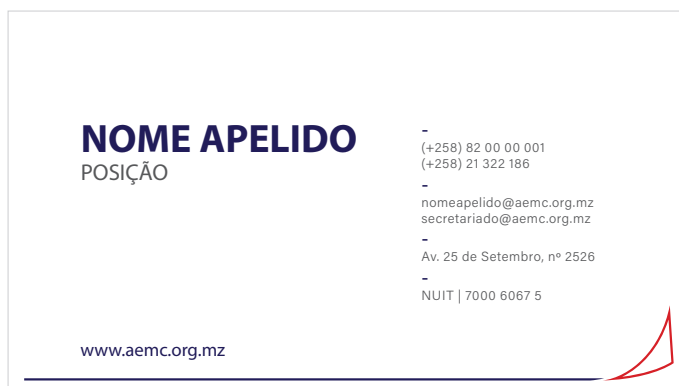 NOME APELIDO
POSIÇÃO
-
(+258) 82 00 00 001
(+258) 21 322 186
-
nomeapelido@aemc.org.mz
secretariado@aemc.org.mz
-
Av. 25 de Setembro, nº 2526
-
NUIT | 7000 6067 5
www.aemc.org.mz